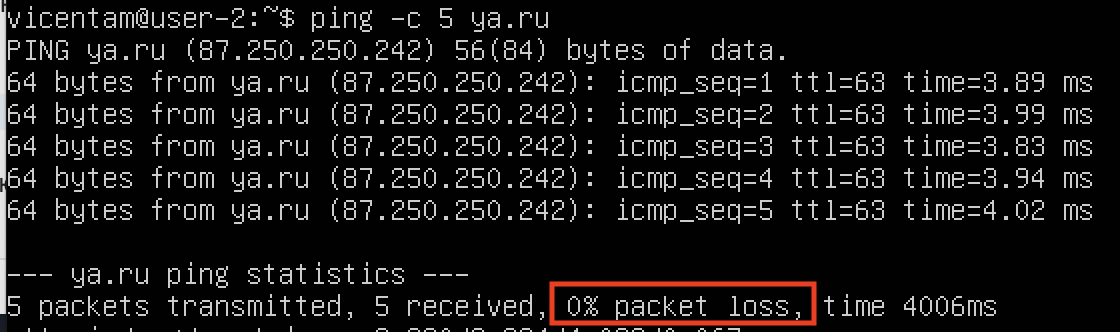 vicentam@user-2:~$ ping -c 5 ya.ru
PING ya.ru (87.250.250.242) 56(84) bytes of data.
64 bytes from ya.ru (87.250.250.242): icmp_seq=1 ttl=63 time=3.89 ms
64 bytes from ya.ru (87.250.250.242): icmp_seq=2 ttl=63 time=3.99 ms
64 bytes from ya.ru (87.250.250.242): icmp_seq=3 ttl=63 time=3.83 ms
64 bytes from ya.ru (87.250.250.242): icmp_seq=4 ttl=63 time=3.94 ms
64 bytes from ya.ru (87.250.250.242): icmp_seq=5 ttl=63 time=4.02 ms
--- ya.ru ping statistics ---
5 packets transmitted, 5 received, 0% packet loss, time 4006ms